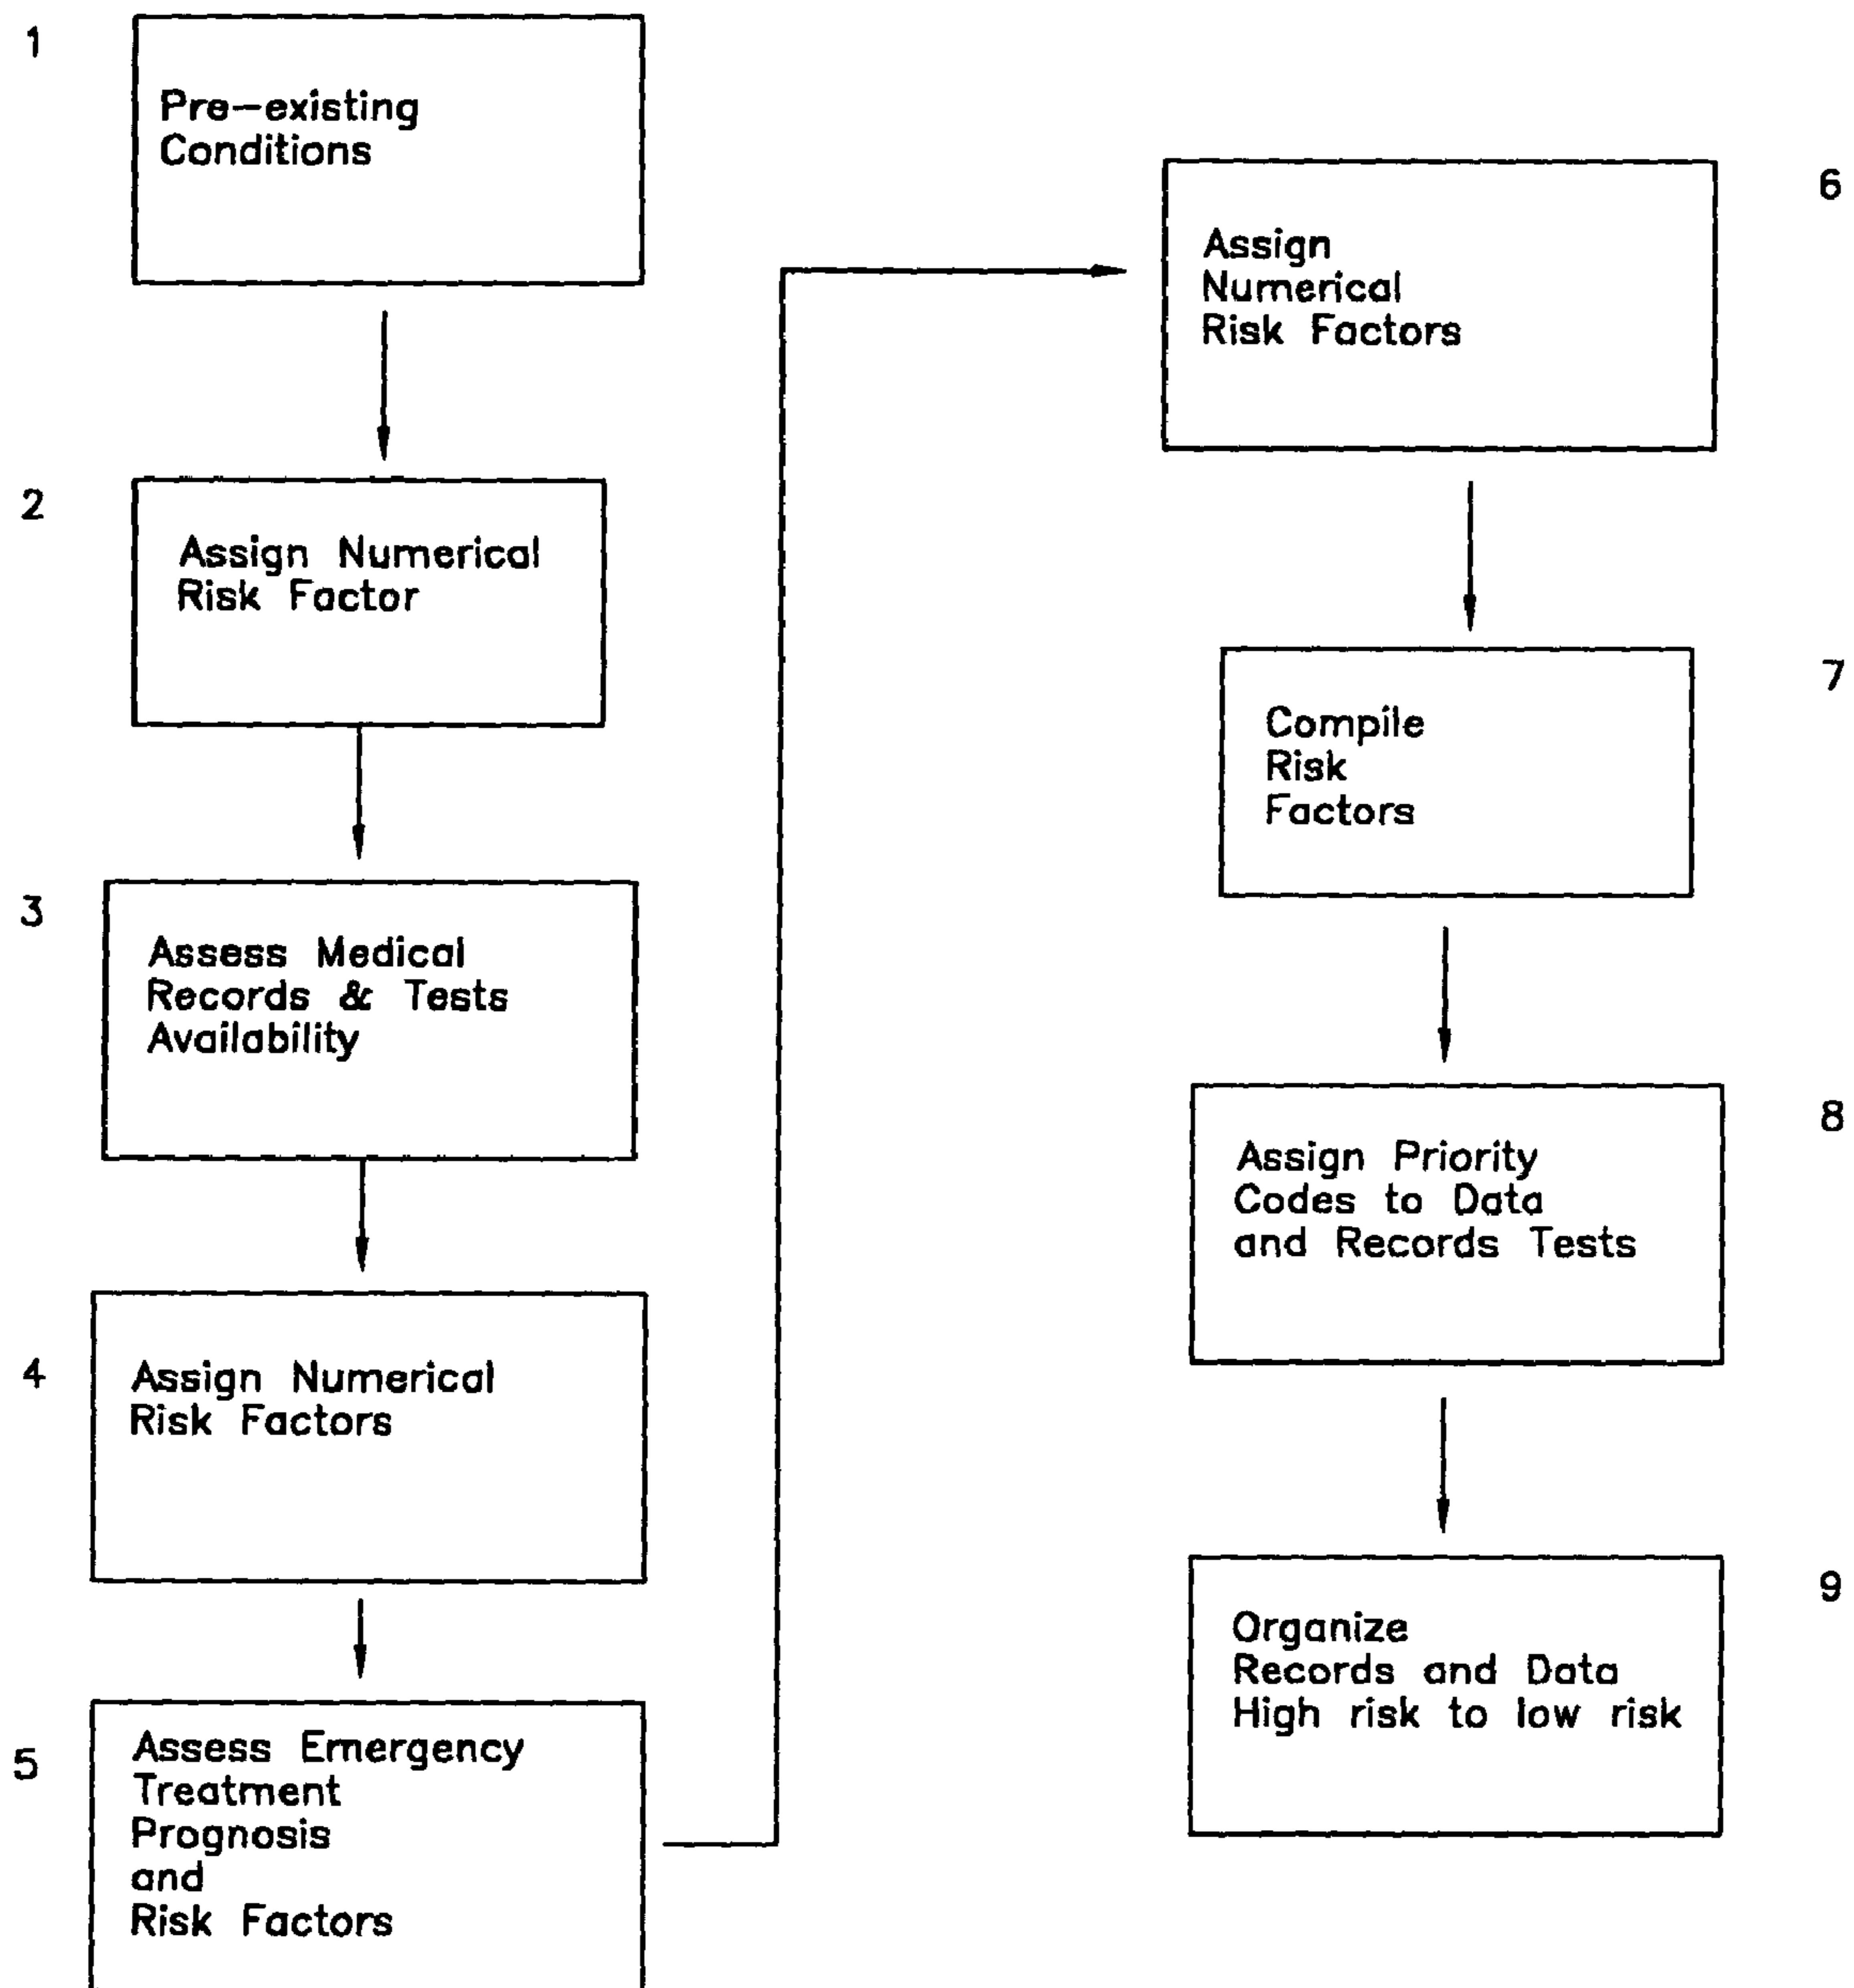 1
Pre-existing
Conditions
2
Assign Numerical
Risk Factor
3
Assess Medical
Records & Tests
Availability
4
Assign Numerical
Risk Factors
5
Assess Emergency
Treatment
Prognosis
and
Risk Factors
6
Assign
Numerical
Risk Factors
7
Compile
Risk
Factors
8
Assign Priority
Codes to Data
and Records Tests
9
Organize
Records and Data
High risk to low risk